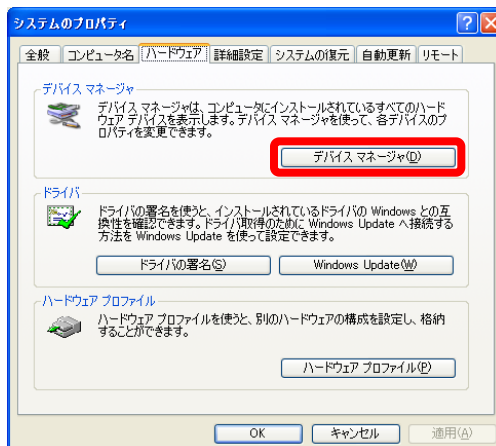 システムのプロパティ
全般 コンピュータ名 ハードウェア 詳細設定 システムの復元 自動更新 リモート
デバイス マネージャ
デバイス マネージャは、コンピュータにインストールされているすべてのハード
ウェア デバイスを表示します。デバイス マネージャを使って、各デバイスのプ
ロパティを変更できます。
デバイス マネージャ(D)
ドライバ
ドライバの署名を使うと、インストールされているドライバの Windows との互
換性を確認できます。ドライバ取得のために Windows Update へ接続する
方法を Windows Update を使って設定できます。
ドライバの署名(S) Windows Update(W)
ハードウェア プロファイル
ハードウェア プロファイルを使うと、別のハードウェアの構成を設定し、格納
することができます。
ハードウェア プロファイル(P)
OK キャンセル 適用(A)